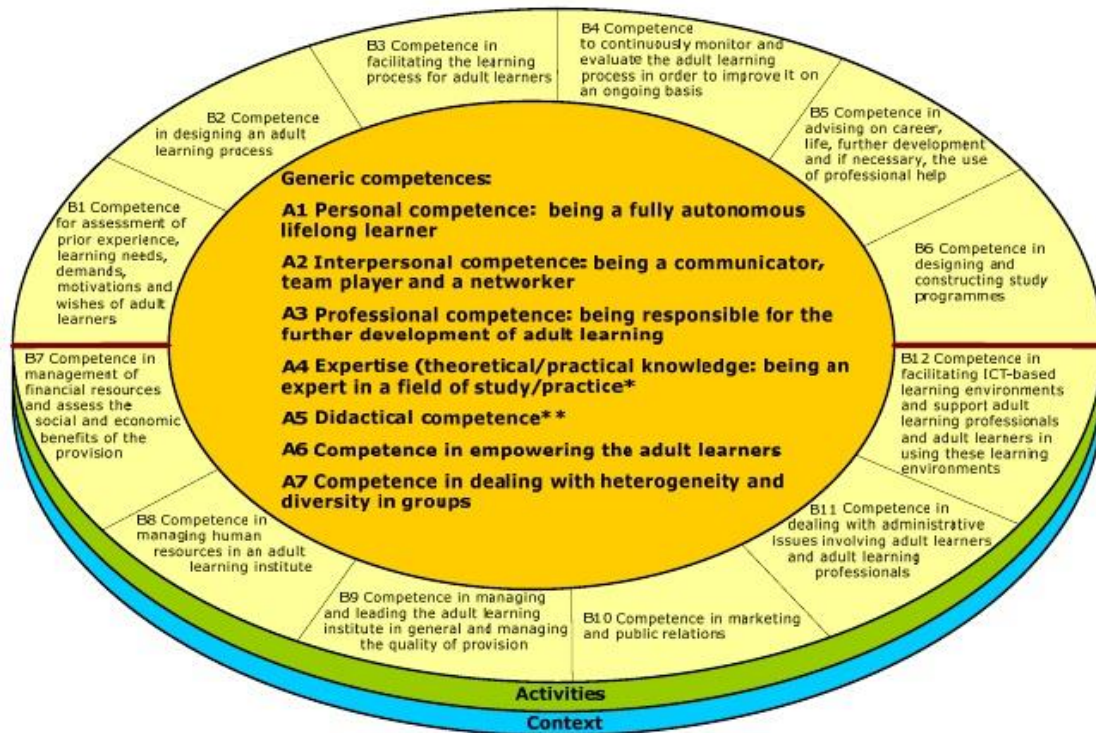 B4 Competence
to continuously monitor and
evaluate the adult learning
process in order to improve it on
an ongoing basis
B3 Competence in
facilitating the learning
process for adult learners
B5 Competence in
advising on career,
life, further development
and if necessary, the use
of professional help
B2 Competence
in designing an adult
learning process
B1 Competence
for assessment of
prior experience,
learning needs,
demands,
motivations and
wishes of adult
learners
B6 Competence in
designing and
constructing study
programmes
Generic competences:
A1 Personal competence: being a fully autonomous
lifelong learner
A2 Interpersonal competence: being a communicator,
team player and a networker
A3 Professional competence: being responsible for the
further development of adult learning
A4 Expertise (theoretical/practical knowledge: being an
expert in a field of study/practice*
A5 Didactical competence**
A6 Competence in empowering the adult learners
A7 Competence in dealing with heterogeneity and
diversity in groups
B7 Competence in
management of
financial resources
and assess the
social and economic
benefits of the
provision
B12 Competence in
facilitating ICT-based
learning environments
and support adult
learning professionals
and adult learners in
using these learning
environments
B8 Competence in
managing human
resources in an adult
learning institute
B11 Competence in
dealing with administrative
issues involving adult learners
and adult learning
professionals
B9 Competence in managing
and leading the adult learning
institute in general and managing
the quality of provision
B10 Competence in marketing
and public relations
Activities
Context